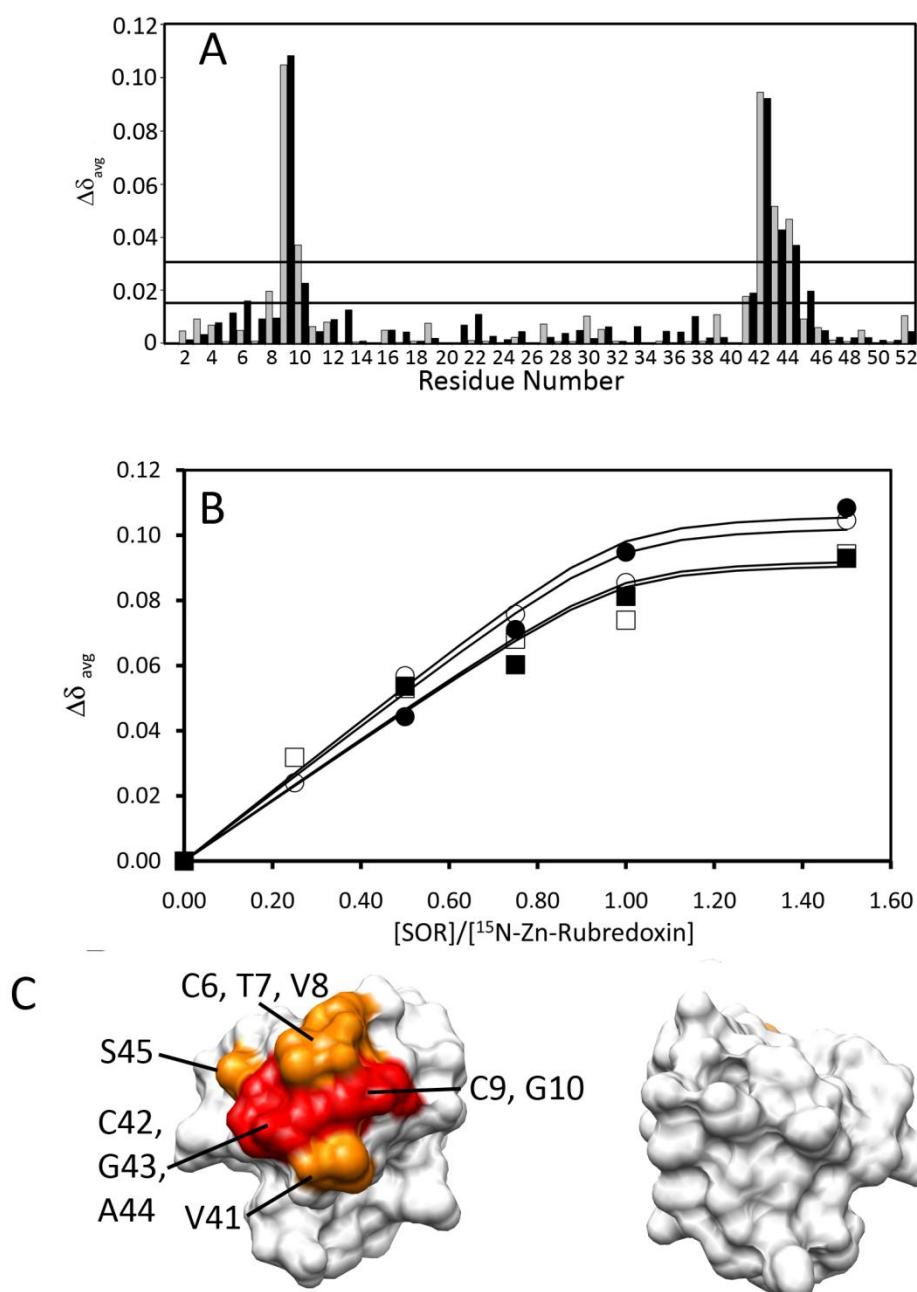 A
0.12
0.10
0.08
0.06
0.04
0.02
0
Δδavg
2 4 6 8 10 12 14 16 18 20 22 24 26 28 30 32 34 36 38 40 42 44 46 48 50 52
Residue Number
B
0.12
0.10
0.08
0.06
0.04
0.02
0.00
Δδ avg
0.00 0.20 0.40 0.60 0.80 1.00 1.20 1.40 1.60
[SOR]/[¹⁵N-Zn-Rubredoxin]
C
C6, T7, V8
S45
C9, G10
C42,
G43,
A44
V41